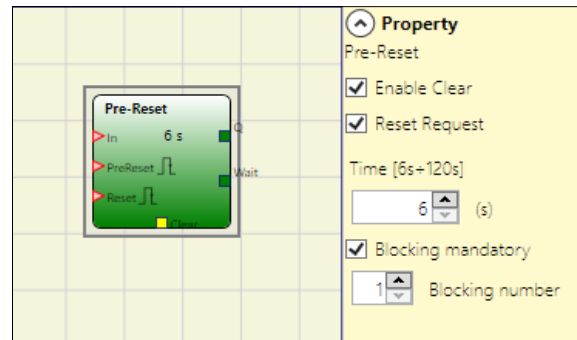 Pre-Reset
In
6 s
Q
PreReset
Wait
Reset
Clear
Property
Pre-Reset
Enable Clear
Reset Request
Time [6s÷120s]
6 (s)
Blocking mandatory
1 Blocking number